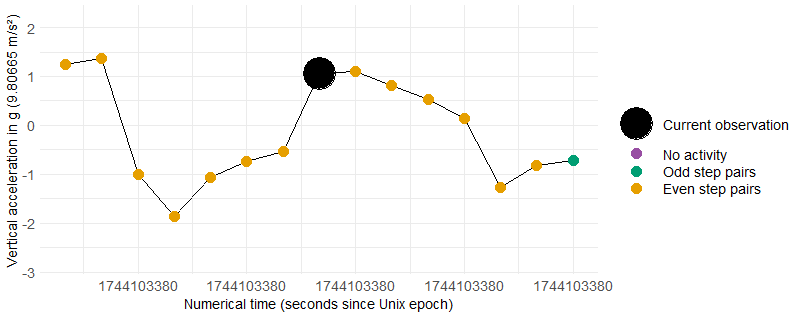 Vertical acceleration in g (9.80665 m/s²)
2
1
0
-1
-2
-3
1744103380 1744103380 1744103380 1744103380 1744103380
Numerical time (seconds since Unix epoch)
Current observation
No activity
Odd step pairs
Even step pairs